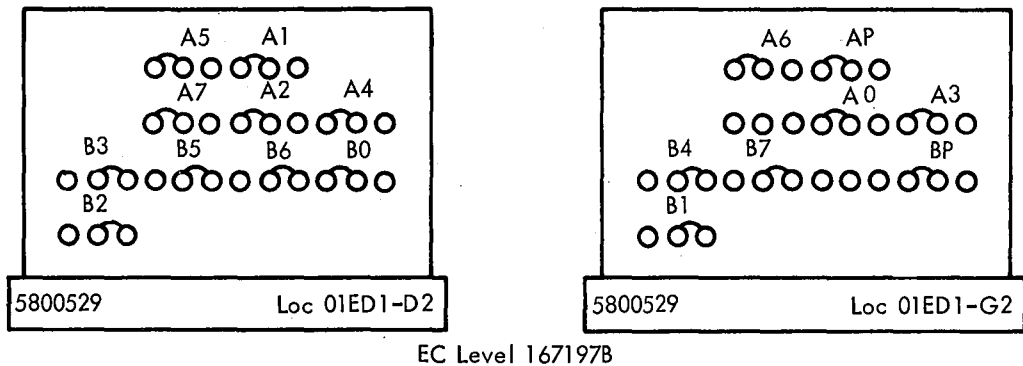 A5 A1
A7 A2 A4
B3 B5 B6 B0
B2
5800529 Loc 01ED1-D2
A6 AP
A0 A3
B4 B7 BP
B1
5800529 Loc 01ED1-G2
EC Level 167197B